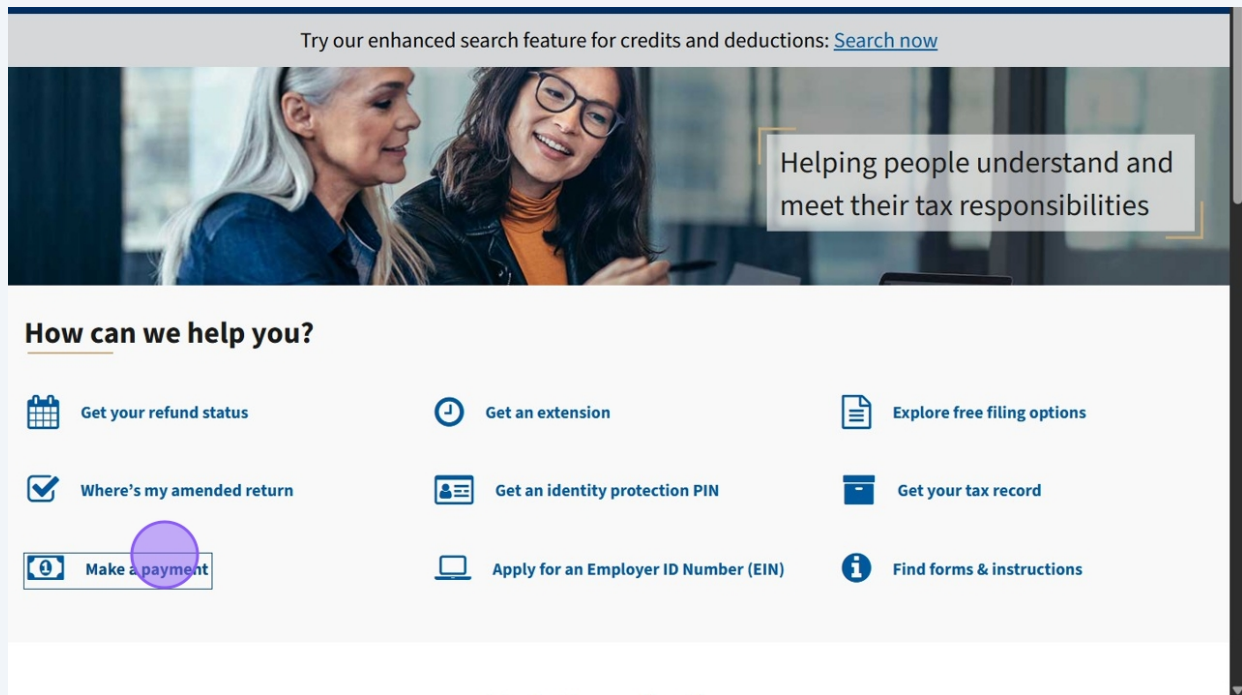 Try our enhanced search feature for credits and deductions: Search now
Helping people understand and
meet their tax responsibilities
How can we help you?
Get your refund status
Get an extension
Explore free filing options
Where’s my amended return
Get an identity protection PIN
Get your tax record
Make a payment
Apply for an Employer ID Number (EIN)
Find forms & instructions